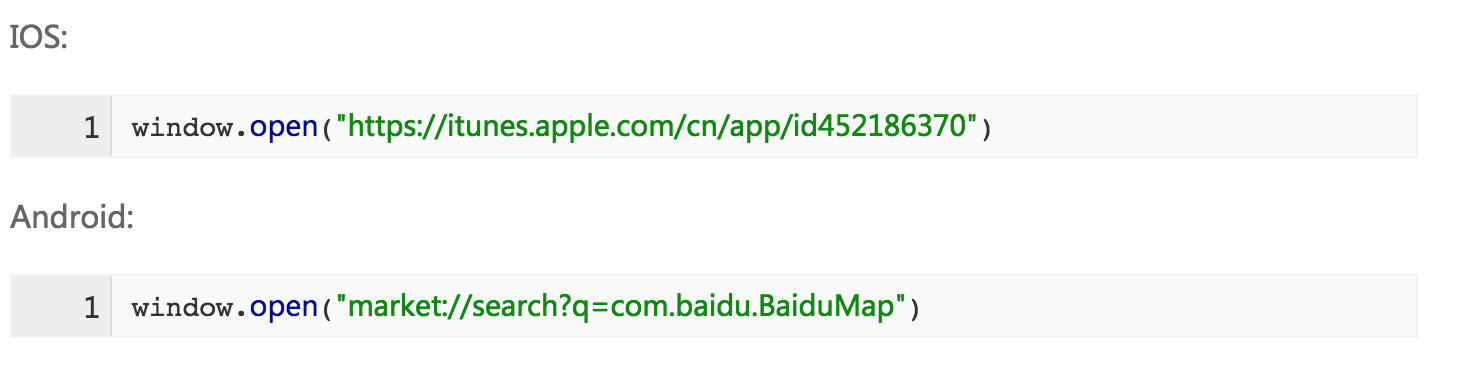 IOS:
1 window.open("https://itunes.apple.com/cn/app/id452186370")
Android:
1 window.open("market://search?q=com.baidu.BaiduMap")